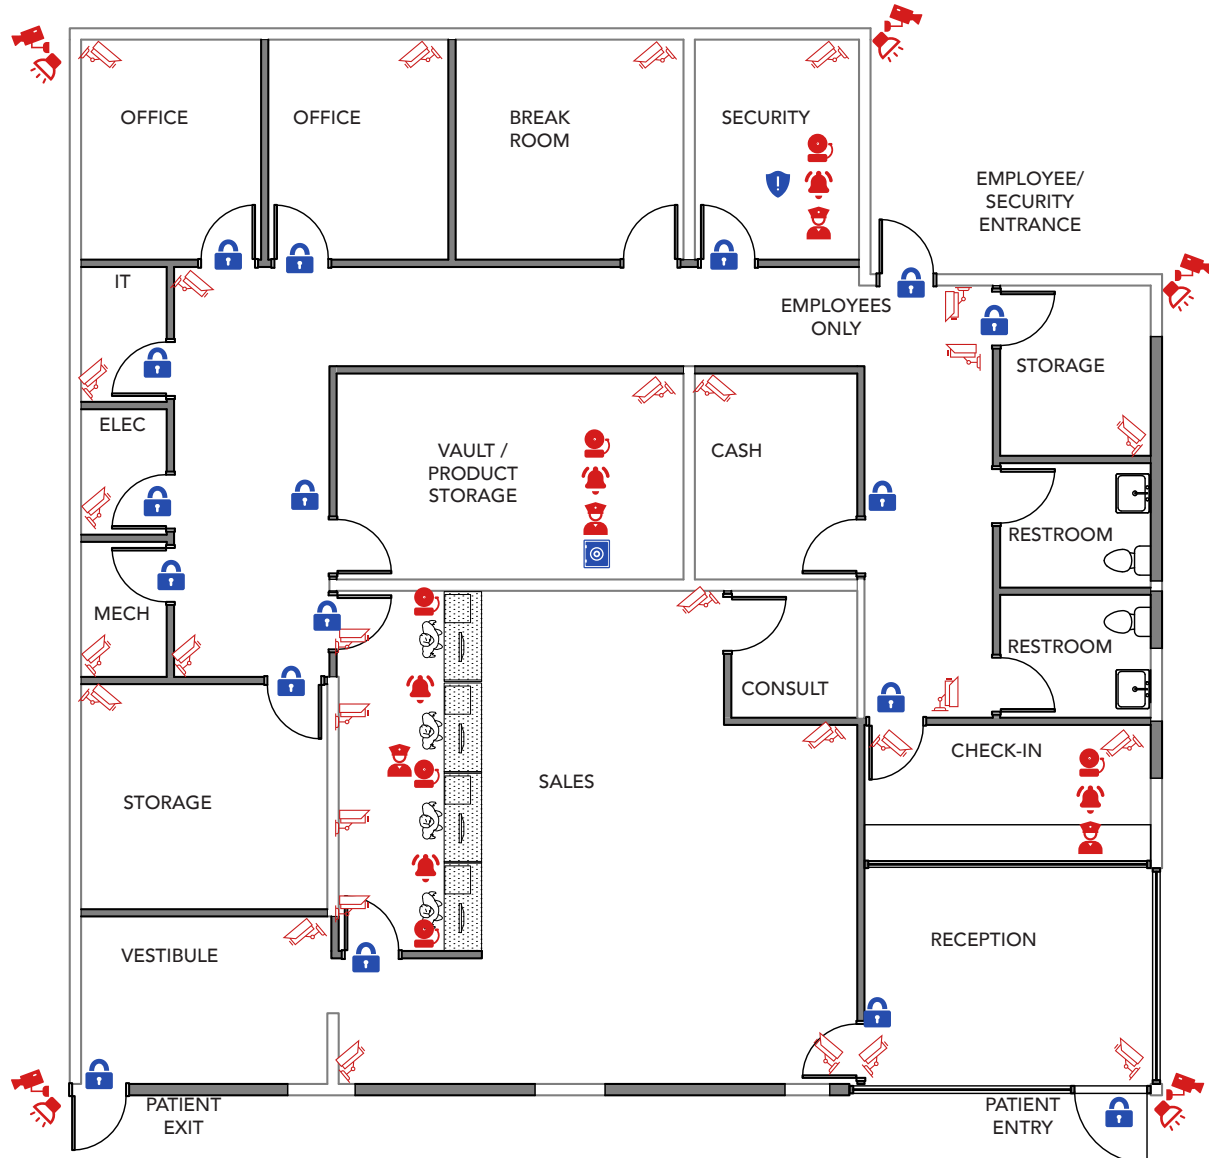 OFFICE
OFFICE
BREAK
ROOM
SECURITY
EMPLOYEE/
SECURITY
ENTRANCE
IT
EMPLOYEES
ONLY
STORAGE
ELEC
VAULT /
PRODUCT
STORAGE
CASH
RESTROOM
MECH
RESTROOM
CONSULT
CHECK-IN
SALES
STORAGE
RECEPTION
VESTIBULE
PATIENT
EXIT
PATIENT
ENTRY